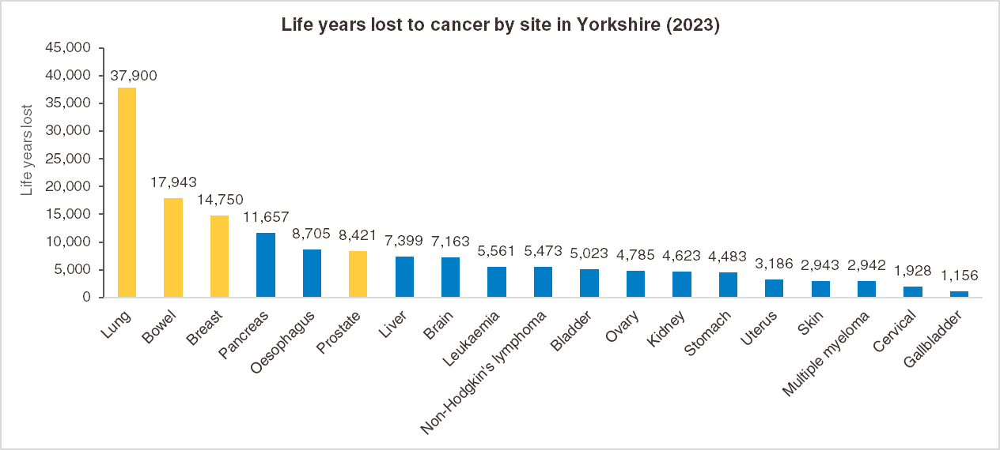 Life years lost to cancer by site in Yorkshire (2023)
Life years lost
45,000
40,000
35,000
30,000
25,000
20,000
15,000
10,000
5,000
0
37,900
17,943
14,750
11,657
8,705
8,421
7,399
7,163
5,561
5,473
5,023
4,785
4,623
4,483
3,186
2,943
2,942
1,928
1,156
Lung
Bowel
Breast
Pancreas
Oesophagus
Prostate
Liver
Brain
Leukaemia
Non-Hodgkin's lymphoma
Bladder
Ovary
Kidney
Stomach
Uterus
Skin
Multiple myeloma
Cervical
Gallbladder